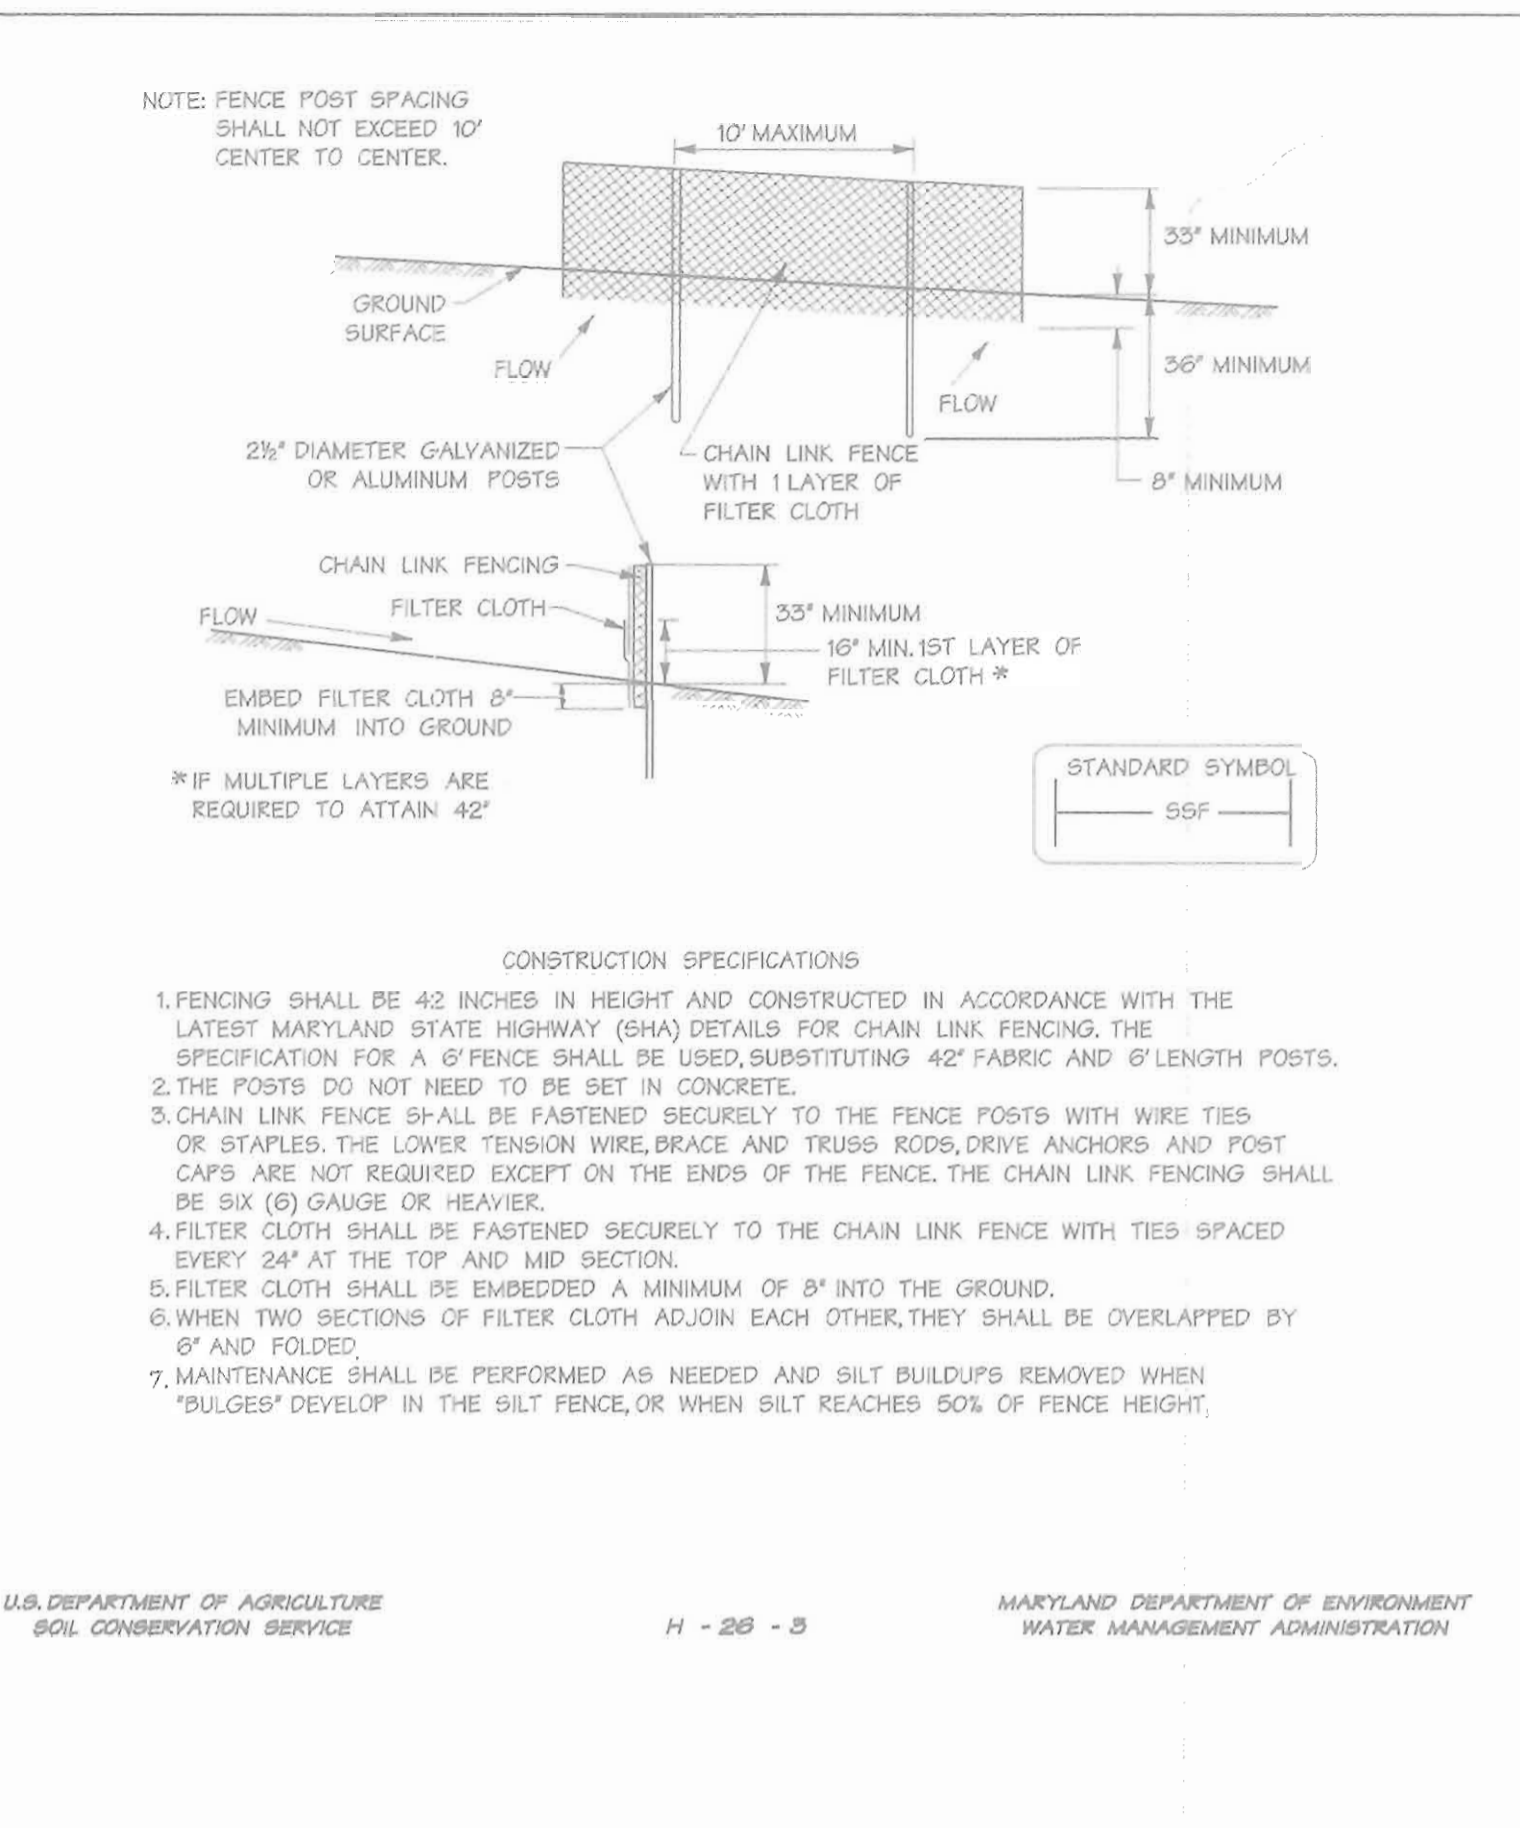 NOTE: FENCE POST SPACING
SHALL NOT EXCEED 10'
CENTER TO CENTER.
10' MAXIMUM
33" MINIMUM
GROUND
SURFACE
FLOW
36" MINIMUM
FLOW
2½" DIAMETER GALVANIZED
OR ALUMINUM POSTS
CHAIN LINK FENCE
WITH 1 LAYER OF
FILTER CLOTH
8" MINIMUM
CHAIN LINK FENCING
FILTER CLOTH
FLOW
33" MINIMUM
16" MIN. 1ST LAYER OF
FILTER CLOTH *
EMBED FILTER CLOTH 8"
MINIMUM INTO GROUND
* IF MULTIPLE LAYERS ARE
REQUIRED TO ATTAIN 42"
STANDARD SYMBOL
SSF
CONSTRUCTION SPECIFICATIONS
1. FENCING SHALL BE 42 INCHES IN HEIGHT AND CONSTRUCTED IN ACCORDANCE WITH THE
LATEST MARYLAND STATE HIGHWAY (SHA) DETAILS FOR CHAIN LINK FENCING. THE
SPECIFICATION FOR A 6' FENCE SHALL BE USED, SUBSTITUTING 42" FABRIC AND 6' LENGTH POSTS.
2. THE POSTS DO NOT NEED TO BE SET IN CONCRETE.
3. CHAIN LINK FENCE SHALL BE FASTENED SECURELY TO THE FENCE POSTS WITH WIRE TIES
OR STAPLES. THE LOWER TENSION WIRE, BRACE AND TRUSS RODS, DRIVE ANCHORS AND POST
CAPS ARE NOT REQUIRED EXCEPT ON THE ENDS OF THE FENCE. THE CHAIN LINK FENCING SHALL
BE SIX (6) GAUGE OR HEAVIER.
4. FILTER CLOTH SHALL BE FASTENED SECURELY TO THE CHAIN LINK FENCE WITH TIES SPACED
EVERY 24" AT THE TOP AND MID SECTION.
5. FILTER CLOTH SHALL BE EMBEDDED A MINIMUM OF 8" INTO THE GROUND.
6. WHEN TWO SECTIONS OF FILTER CLOTH ADJOIN EACH OTHER, THEY SHALL BE OVERLAPPED BY
6" AND FOLDED.
7. MAINTENANCE SHALL BE PERFORMED AS NEEDED AND SILT BUILDUPS REMOVED WHEN
"BULGES" DEVELOP IN THE SILT FENCE, OR WHEN SILT REACHES 50% OF FENCE HEIGHT.
U.S. DEPARTMENT OF AGRICULTURE
SOIL CONSERVATION SERVICE
H - 26 - 3
MARYLAND DEPARTMENT OF ENVIRONMENT
WATER MANAGEMENT ADMINISTRATION